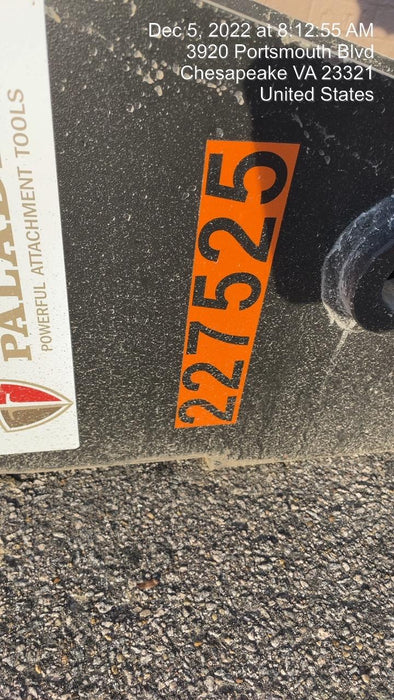 Dec 5, 2022 at 8:12:55 AM
3920 Portsmouth Blvd
Chesapeake VA 23321
United States
POWERFUL ATTACHMENT TOOLS
227525